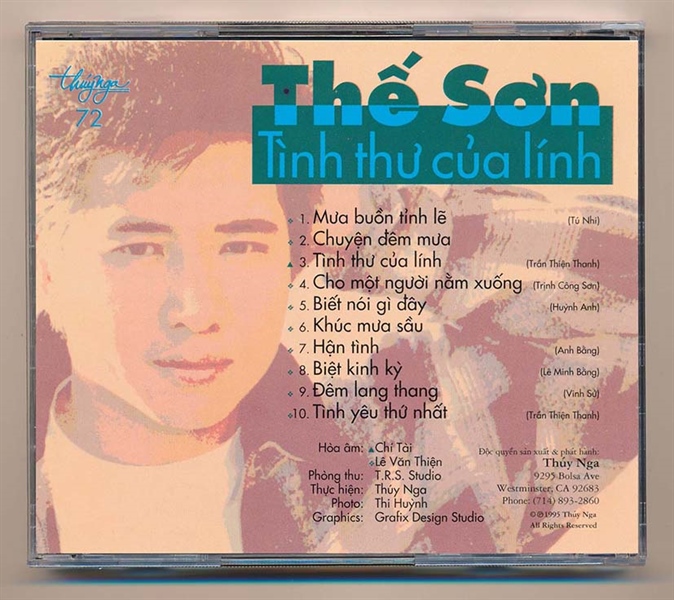 thúy nga
72
Thế Sơn
Tình thư của lính
1. Mưa buồn tỉnh lẽ (Tú Nhi)
2. Chuyện đêm mưa
3. Tình thư của lính (Trần Thiện Thanh)
4. Cho một người nằm xuống (Trịnh Công Sơn)
5. Biết nói gì đây (Huỳnh Anh)
6. Khúc mưa sầu
7. Hận tình (Anh Bằng)
8. Biệt kinh kỳ (Lê Minh Bằng)
9. Đêm lang thang (Vinh Sử)
10. Tình yêu thứ nhất (Trần Thiện Thanh)
Hòa âm: Chí Tài
Lê Văn Thiện
Phòng thu: T.R.S. Studio
Thực hiện: Thúy Nga
Photo: Thi Huỳnh
Graphics: Grafix Design Studio
Độc quyền sản xuất & phát hành:
Thúy Nga
9295 Bolsa Ave
Westminster, CA 92683
Phone: (714) 893-2860
©℗1995 Thúy Nga
All Rights Reserved